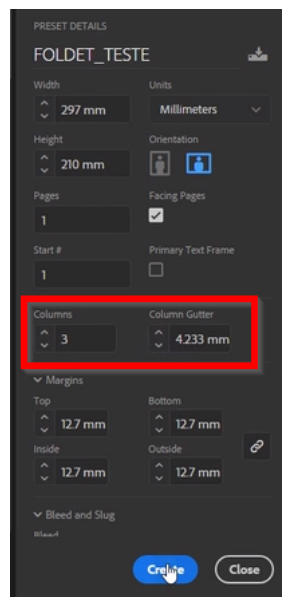 PRESET DETAILS
FOLDET_TESTE
Width Units
297 mm Millimeters
Height Orientation
210 mm
Pages Facing Pages
1
Start # Primary Text Frame
1
Columns Column Gutter
3 4.233 mm
Margins
Top Bottom
12.7 mm 12.7 mm
Inside Outside
12.7 mm 12.7 mm
Bleed and Slug
Bleed
Create Close